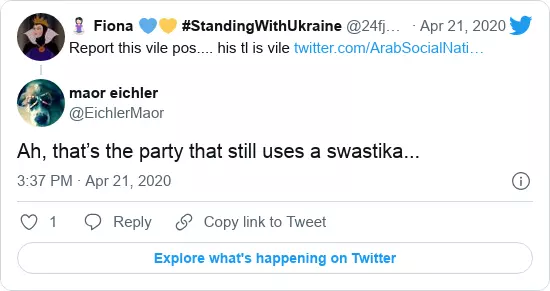 Fiona 💙💛 #StandingWithUkraine @24fj... · Apr 21, 2020
Report this vile pos.... his tl is vile twitter.com/ArabSocialNati...
maor eichler
@EichlerMaor
Ah, that’s the party that still uses a swastika...
3:37 PM · Apr 21, 2020
1 Reply Copy link to Tweet
Explore what's happening on Twitter